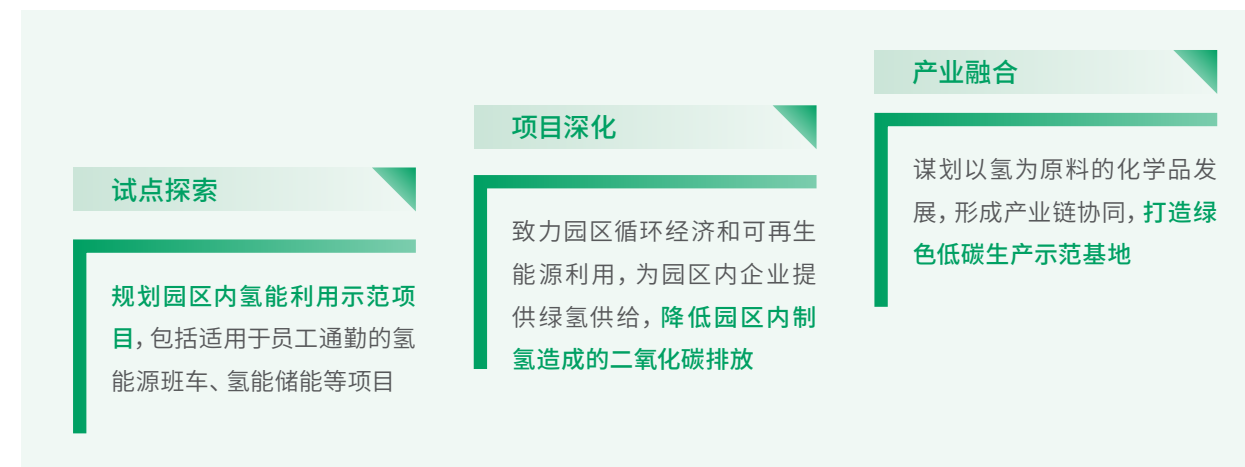 试点探索
规划园区内氢能利用示范项
目，包括适用于员工通勤的氢
能源班车、氢能储能等项目
项目深化
致力园区循环经济和可再生
能源利用，为园区内企业提
供绿氢供给，降低园区内制
氢造成的二氧化碳排放
产业融合
谋划以氢为原料的化学品发
展，形成产业链协同，打造绿
色低碳生产示范基地